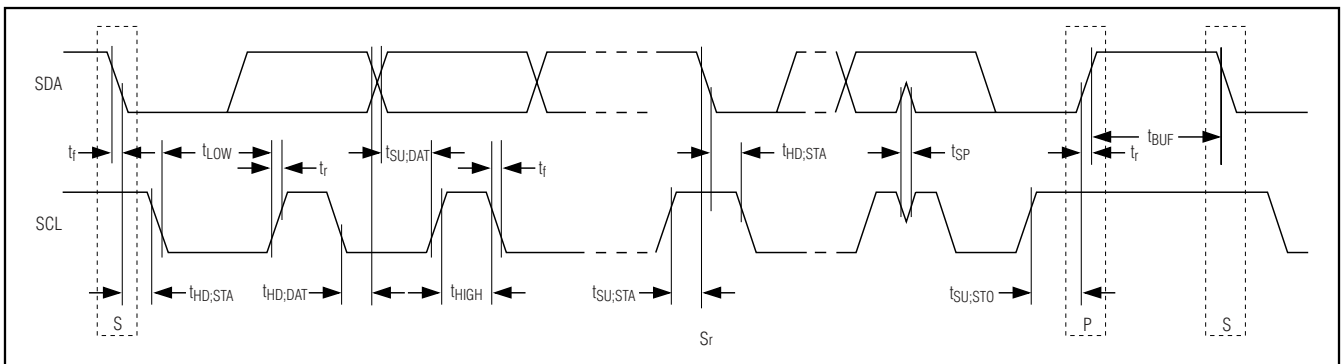 SDA
tf
tLOW
tr
tSU;DAT
tf
tHD;STA
tSP
tr
tBUF
SCL
tHD;STA
tHD;DAT
tHIGH
tSU;STA
tSU;STO
S
Sr
P
S